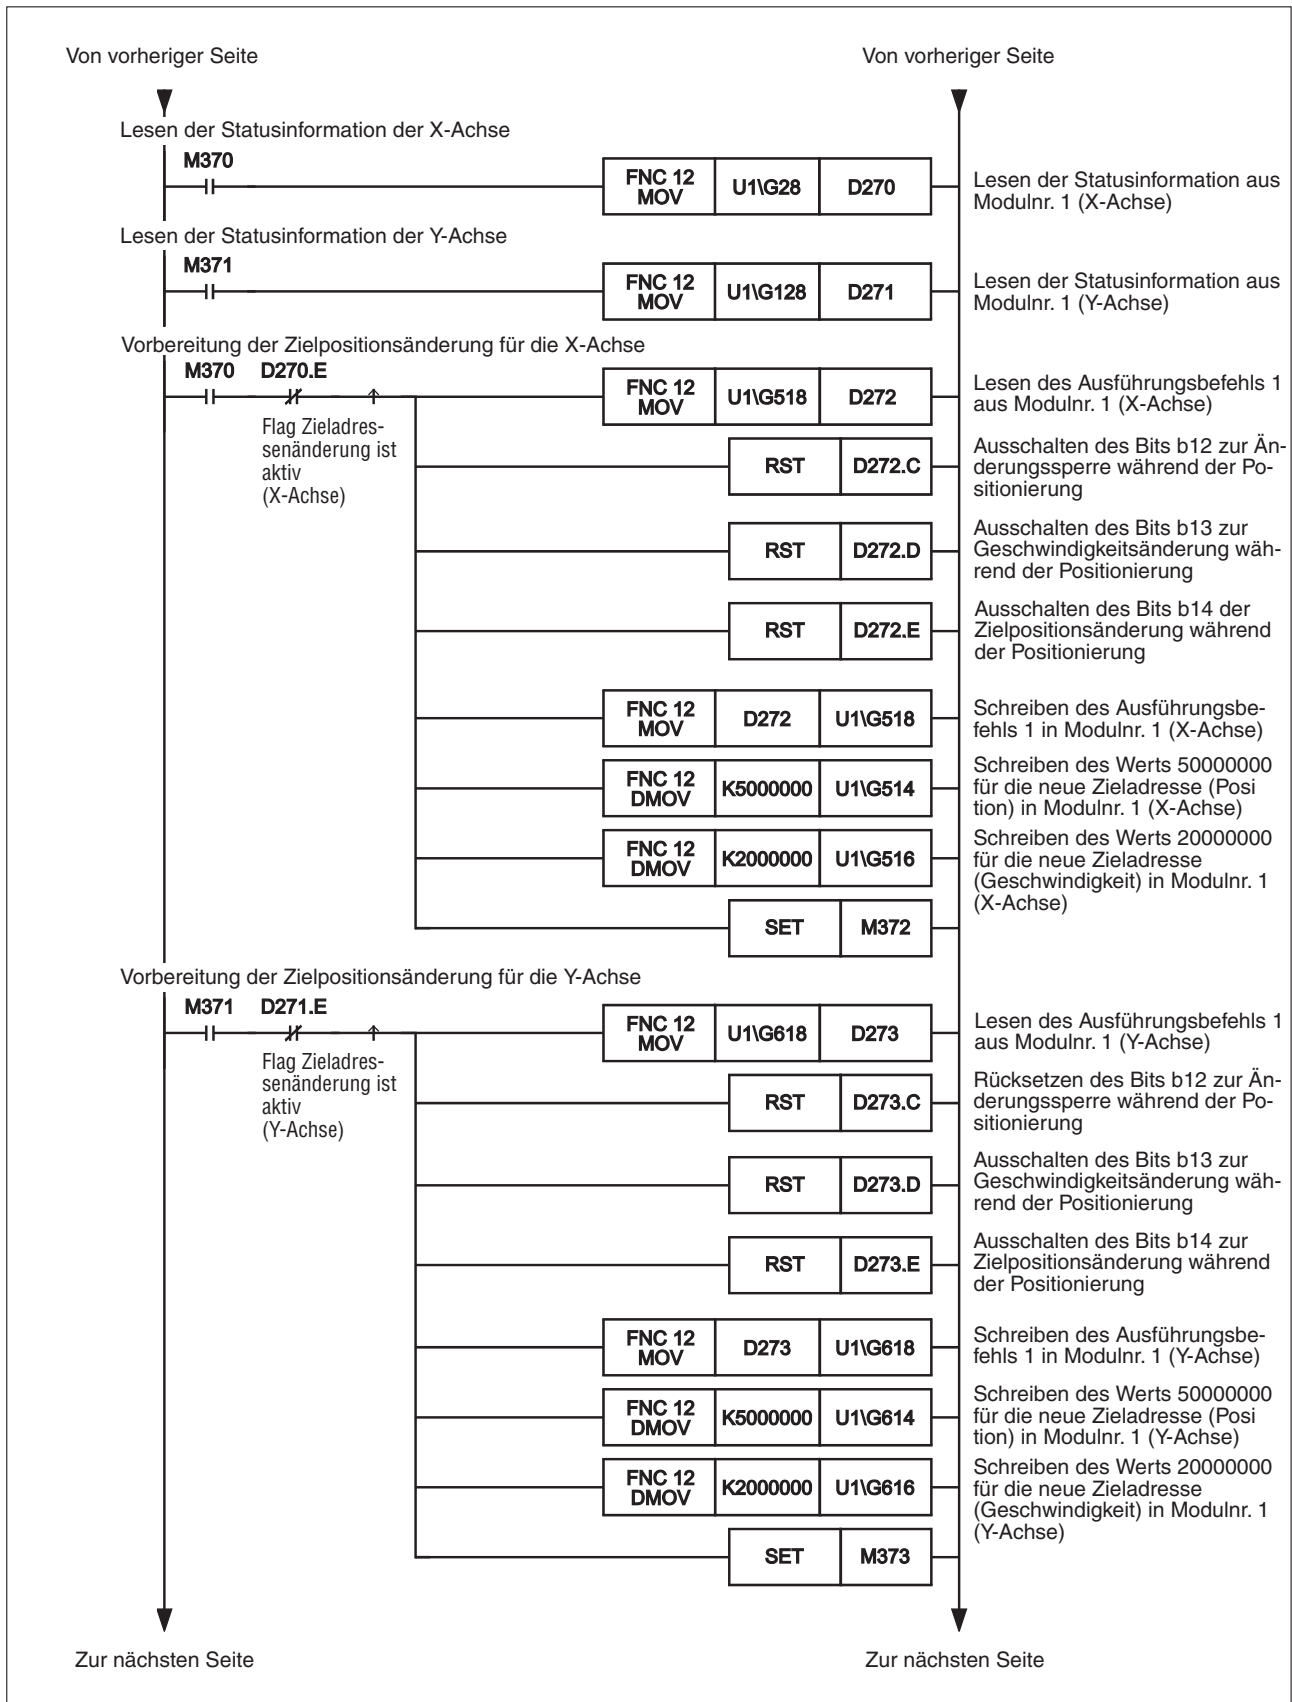 Von vorheriger Seite
Von vorheriger Seite
Lesen der Statusinformation der X-Achse
M370
FNC 12
MOV
U1\G28
D270
Lesen der Statusinformation aus
Modulnr. 1 (X-Achse)
Lesen der Statusinformation der Y-Achse
M371
FNC 12
MOV
U1\G128
D271
Lesen der Statusinformation aus
Modulnr. 1 (Y-Achse)
Vorbereitung der Zielpositionsänderung für die X-Achse
M370
D270.E
Flag Zieladres-
senänderung ist
aktiv
(X-Achse)
FNC 12
MOV
U1\G518
D272
Lesen des Ausführungsbefehls 1
aus Modulnr. 1 (X-Achse)
RST
D272.C
Ausschalten des Bits b12 zur Än-
derungssperre während der Po-
sitionierung
RST
D272.D
Ausschalten des Bits b13 zur
Geschwindigkeitsänderung wäh-
rend der Positionierung
RST
D272.E
Ausschalten des Bits b14 der
Zielpositionsänderung während
der Positionierung
FNC 12
MOV
D272
U1\G518
Schreiben des Ausführungsbe-
fehls 1 in Modulnr. 1 (X-Achse)
FNC 12
DMOV
K5000000
U1\G514
Schreiben des Werts 50000000
für die neue Zieladresse (Posi
tion) in Modulnr. 1 (X-Achse)
FNC 12
DMOV
K2000000
U1\G516
Schreiben des Werts 20000000
für die neue Zieladresse
(Geschwindigkeit) in Modulnr. 1
(X-Achse)
SET
M372
Vorbereitung der Zielpositionsänderung für die Y-Achse
M371
D271.E
Flag Zieladres-
senänderung ist
aktiv
(Y-Achse)
FNC 12
MOV
U1\G618
D273
Lesen des Ausführungsbefehls 1
aus Modulnr. 1 (Y-Achse)
RST
D273.C
Rücksetzen des Bits b12 zur Än-
derungssperre während der Po-
sitionierung
RST
D273.D
Ausschalten des Bits b13 zur
Geschwindigkeitsänderung wäh-
rend der Positionierung
RST
D273.E
Ausschalten des Bits b14 zur
Zielpositionsänderung während
der Positionierung
FNC 12
MOV
D273
U1\G618
Schreiben des Ausführungsbe-
fehls 1 in Modulnr. 1 (Y-Achse)
FNC 12
DMOV
K5000000
U1\G614
Schreiben des Werts 50000000
für die neue Zieladresse (Posi
tion) in Modulnr. 1 (Y-Achse)
FNC 12
DMOV
K2000000
U1\G616
Schreiben des Werts 20000000
für die neue Zieladresse
(Geschwindigkeit) in Modulnr. 1
(Y-Achse)
SET
M373
Zur nächsten Seite
Zur nächsten Seite